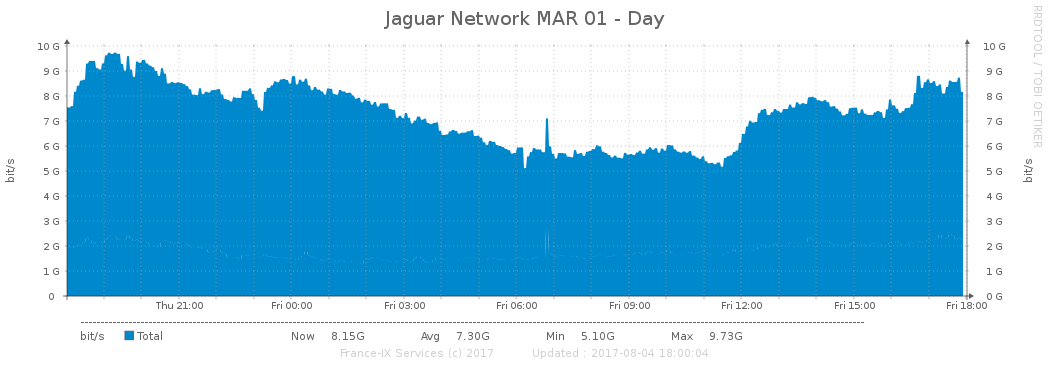 Jaguar Network MAR 01 - Day
RRDTOOL / TOBI OETIKER
bit/s
10 G
9 G
8 G
7 G
6 G
5 G
4 G
3 G
2 G
1 G
0
10 G
9 G
8 G
7 G
6 G
5 G
4 G
3 G
2 G
1 G
0 G
bit/s
Thu 21:00 Fri 00:00 Fri 03:00 Fri 06:00 Fri 09:00 Fri 12:00 Fri 15:00 Fri 18:00
bit/s Total Now 8.15G Avg 7.30G Min 5.10G Max 9.73G
France-IX Services (c) 2017 Updated : 2017-08-04 18:00:04